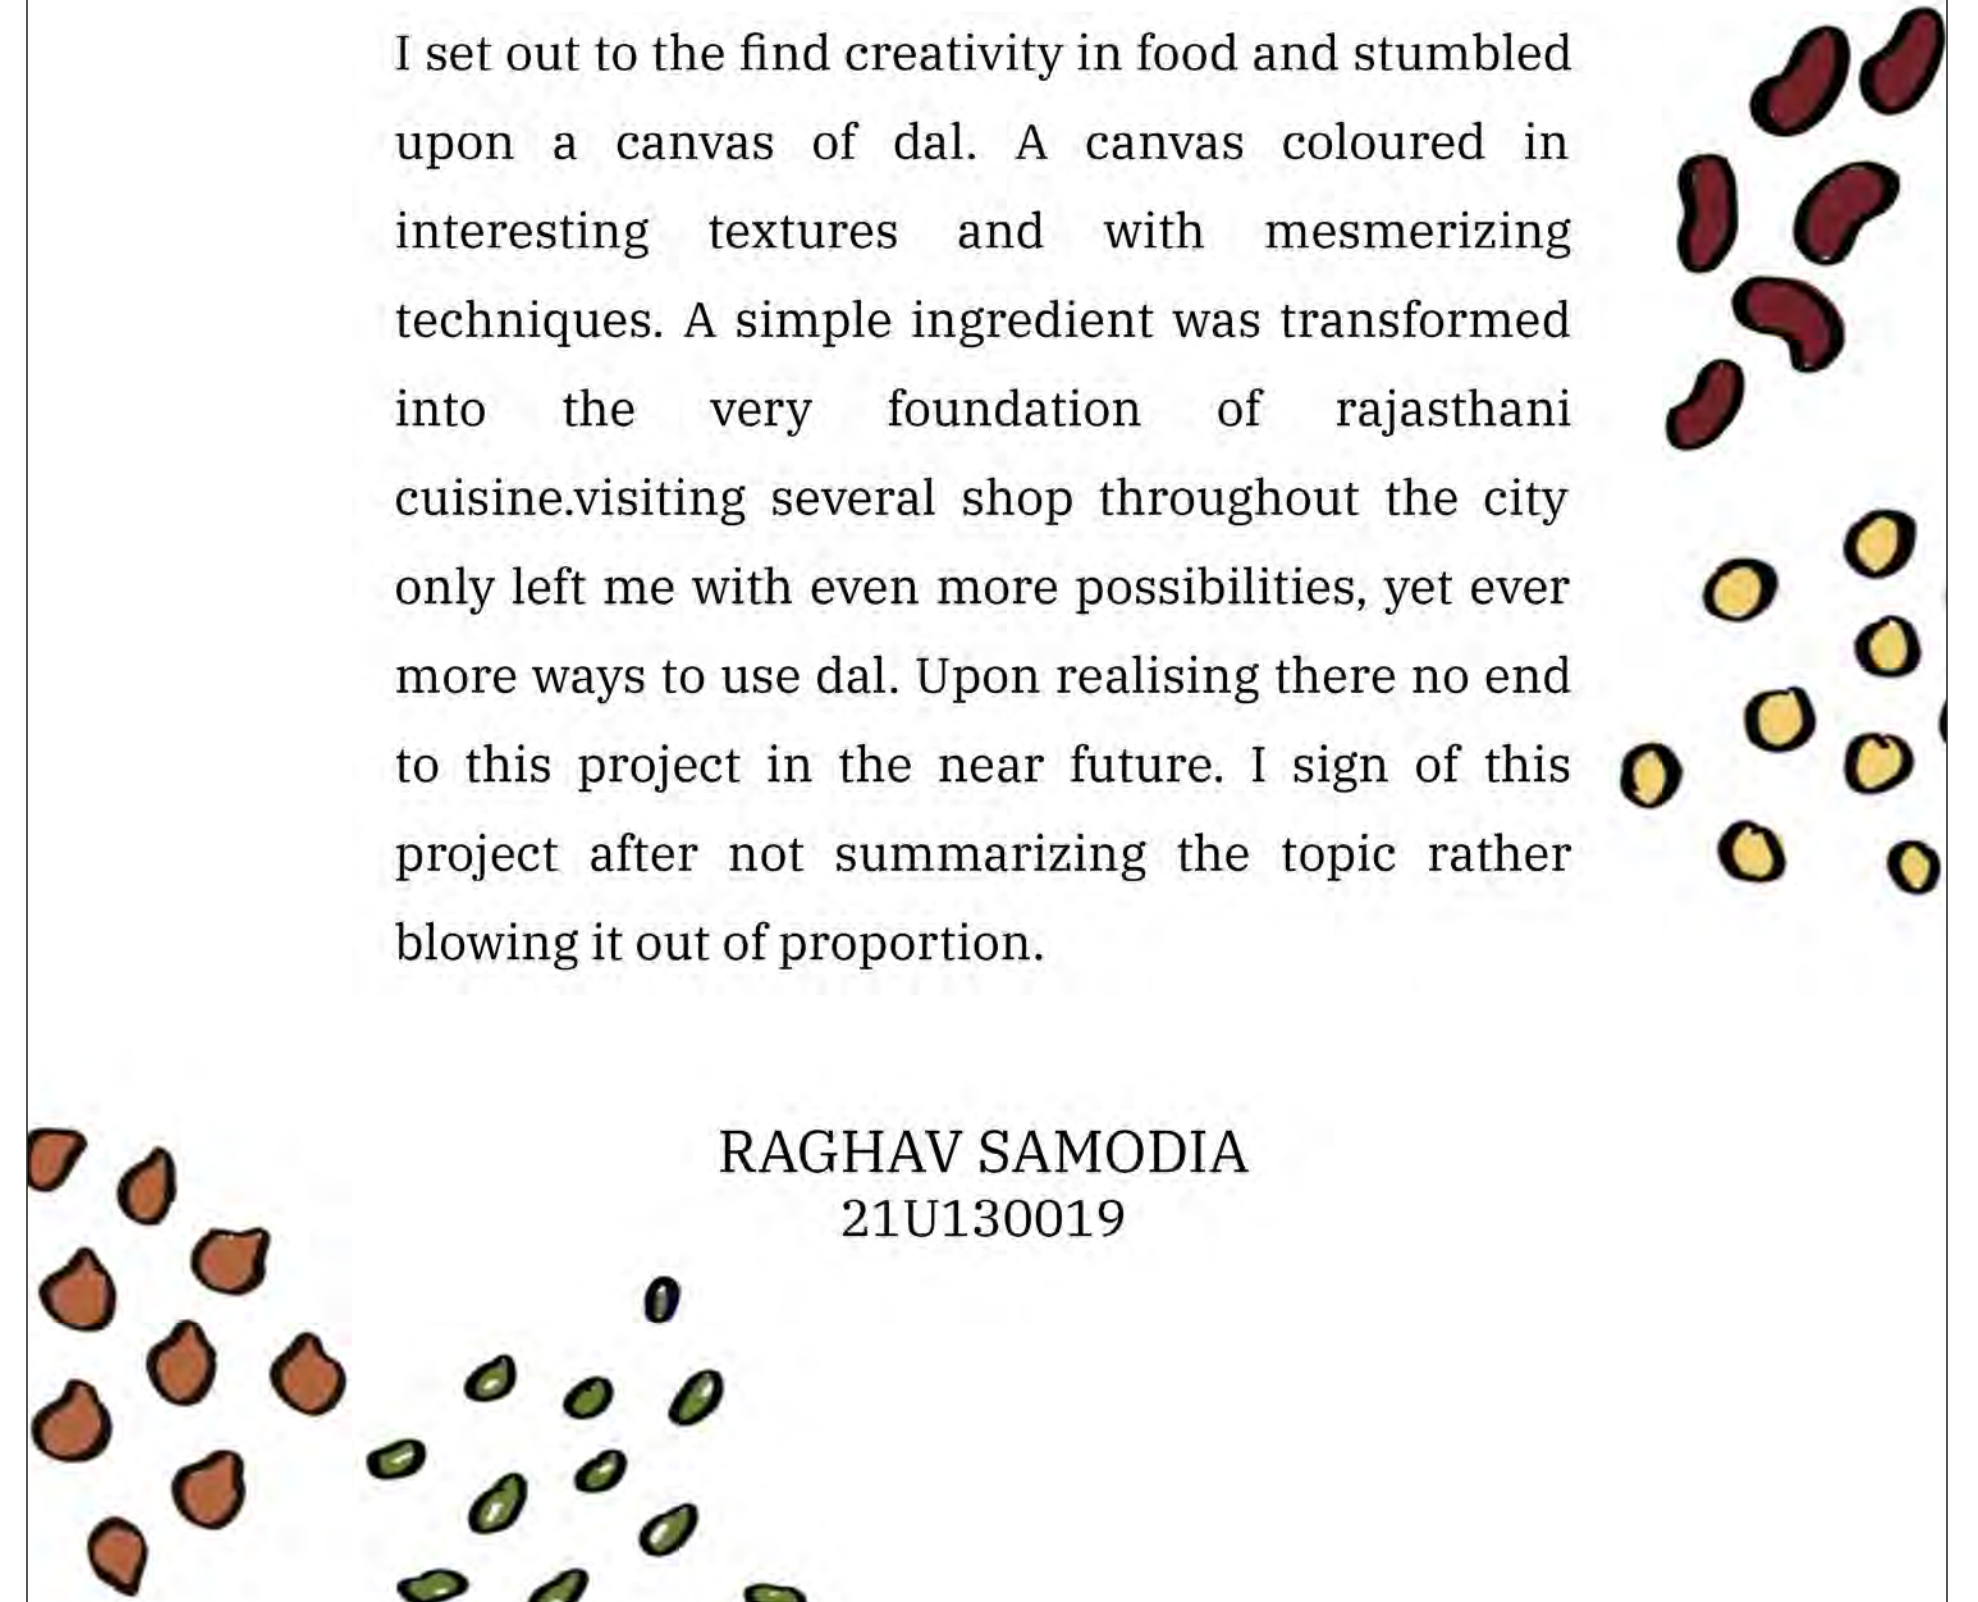 I set out to the find creativity in food and stumbled
upon a canvas of dal. A canvas coloured in
interesting textures and with mesmerizing
techniques. A simple ingredient was transformed
into the very foundation of rajasthani
cuisine.visiting several shop throughout the city
only left me with even more possibilities, yet ever
more ways to use dal. Upon realising there no end
to this project in the near future. I sign of this
project after not summarizing the topic rather
blowing it out of proportion.
RAGHAV SAMODIA
21U130019